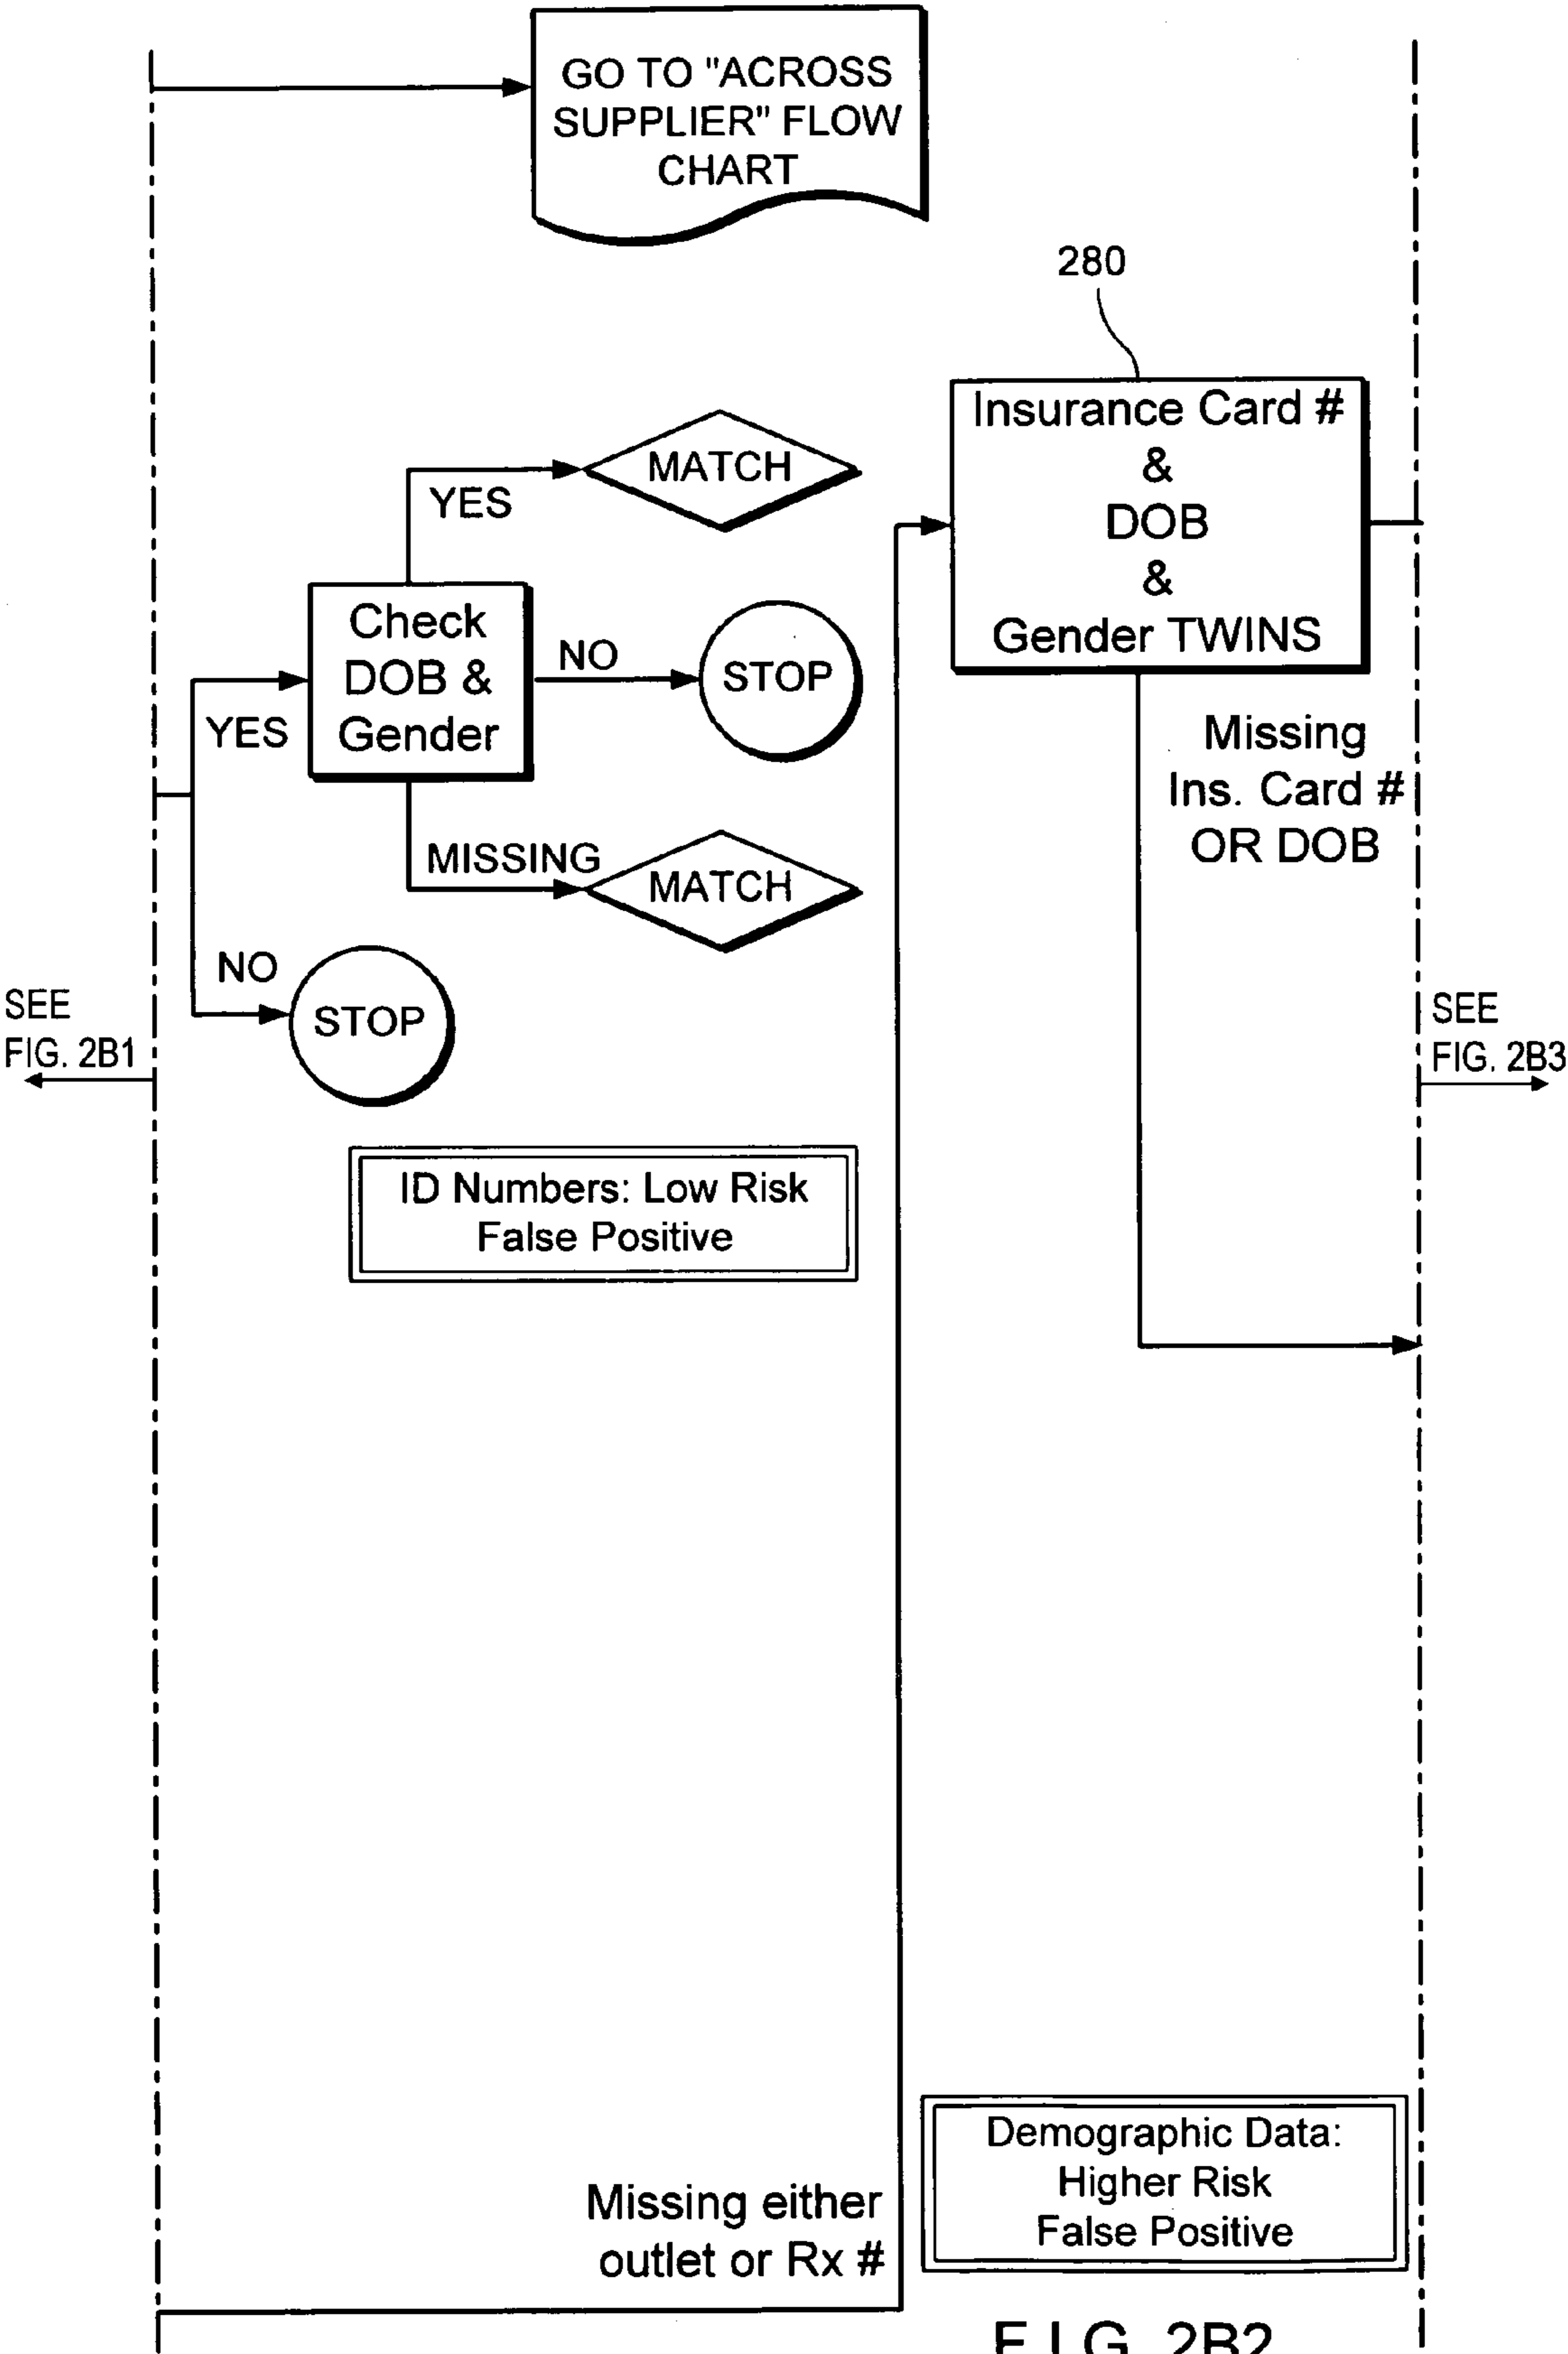 GO TO "ACROSS
SUPPLIER" FLOW
CHART
280
Insurance Card #
&
DOB
&
Gender TWINS
MATCH
YES
Check
DOB &
Gender
NO
STOP
YES
Missing
Ins. Card #
OR DOB
MISSING
MATCH
NO
STOP
SEE
FIG. 2B1
SEE
FIG. 2B3
ID Numbers: Low Risk
False Positive
Demographic Data:
Higher Risk
False Positive
Missing either
outlet or Rx #
FIG. 2B2